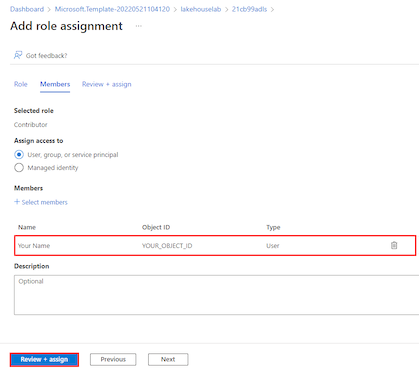 Dashboard > Microsoft.Template-20220521104120 > lakehouselab > 21cb99adls >
Add role assignment ...
Got feedback?
Role Members Review + assign
Selected role
Contributor
Assign access to
User, group, or service principal
Managed identity
Members
+ Select members
Name Object ID Type
Your Name YOUR_OBJECT_ID User
Description
Optional
Review + assign Previous Next